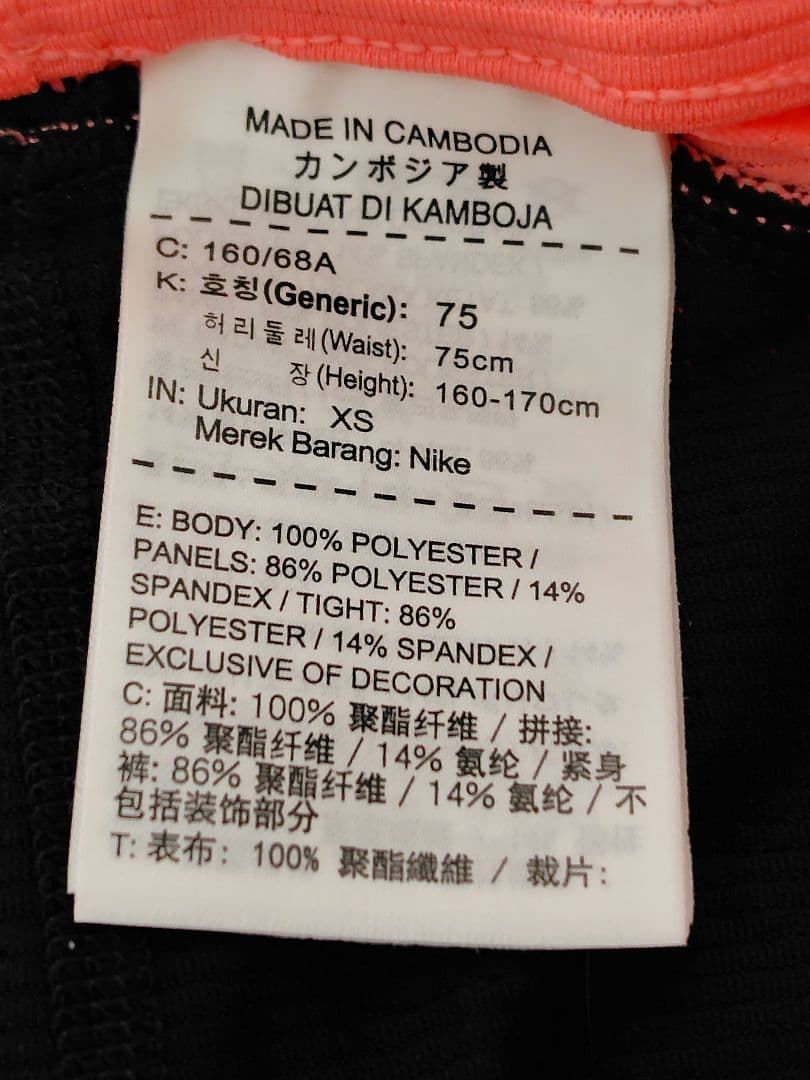 MADE IN CAMBODIA
カンボジア製
DIBUAT DI KAMBOJA
C: 160/68A
K: 호칭(Generic): 75
허리둘레(Waist): 75cm
신 장(Height): 160-170cm
IN: Ukuran: XS
Merek Barang: Nike
E: BODY: 100% POLYESTER /
PANELS: 86% POLYESTER / 14%
SPANDEX / TIGHT: 86%
POLYESTER / 14% SPANDEX /
EXCLUSIVE OF DECORATION
C: 面料: 100% 聚酯纤维 / 拼接:
86% 聚酯纤维 / 14% 氨纶 / 紧身
裤: 86% 聚酯纤维 / 14% 氨纶 / 不
包括装饰部分
T: 表布: 100% 聚酯纖維 / 裁片: